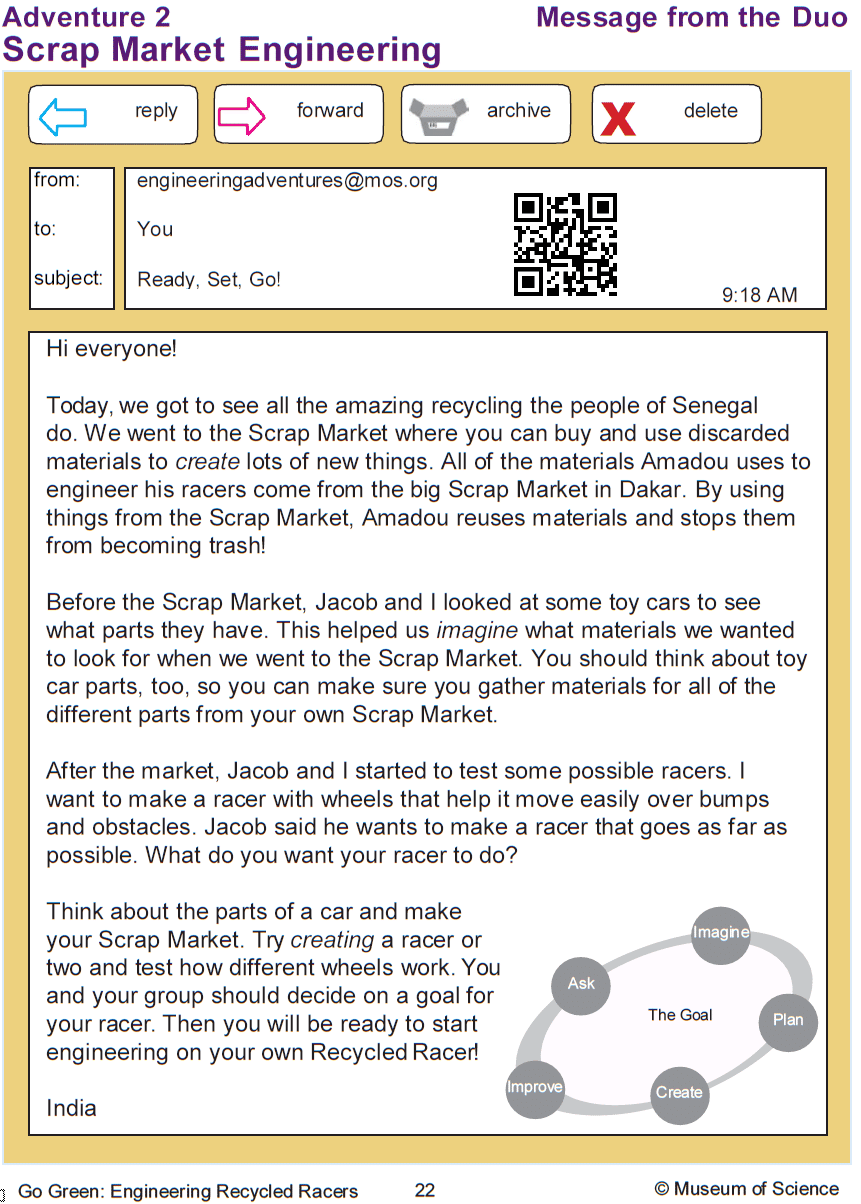 Adventure 2
Message from the Duo
Scrap Market Engineering
reply
forward
archive
delete
from:
engineeringadventures@mos.org
to:
You
subject:
Ready, Set, Go!
9:18 AM
Hi everyone!
Today, we got to see all the amazing recycling the people of Senegal
do. We went to the Scrap Market where you can buy and use discarded
materials to create lots of new things. All of the materials Amadou uses to
engineer his racers come from the big Scrap Market in Dakar. By using
things from the Scrap Market, Amadou reuses materials and stops them
from becoming trash!
Before the Scrap Market, Jacob and I looked at some toy cars to see
what parts they have. This helped us imagine what materials we wanted
to look for when we went to the Scrap Market. You should think about toy
car parts, too, so you can make sure you gather materials for all of the
different parts from your own Scrap Market.
After the market, Jacob and I started to test some possible racers. I
want to make a racer with wheels that help it move easily over bumps
and obstacles. Jacob said he wants to make a racer that goes as far as
possible. What do you want your racer to do?
Think about the parts of a car and make
your Scrap Market. Try creating a racer or
two and test how different wheels work. You
and your group should decide on a goal for
your racer. Then you will be ready to start
engineering on your own Recycled Racer!
India
Imagine
Ask
The Goal
Plan
Improve
Create
Go Green: Engineering Recycled Racers
22
© Museum of Science